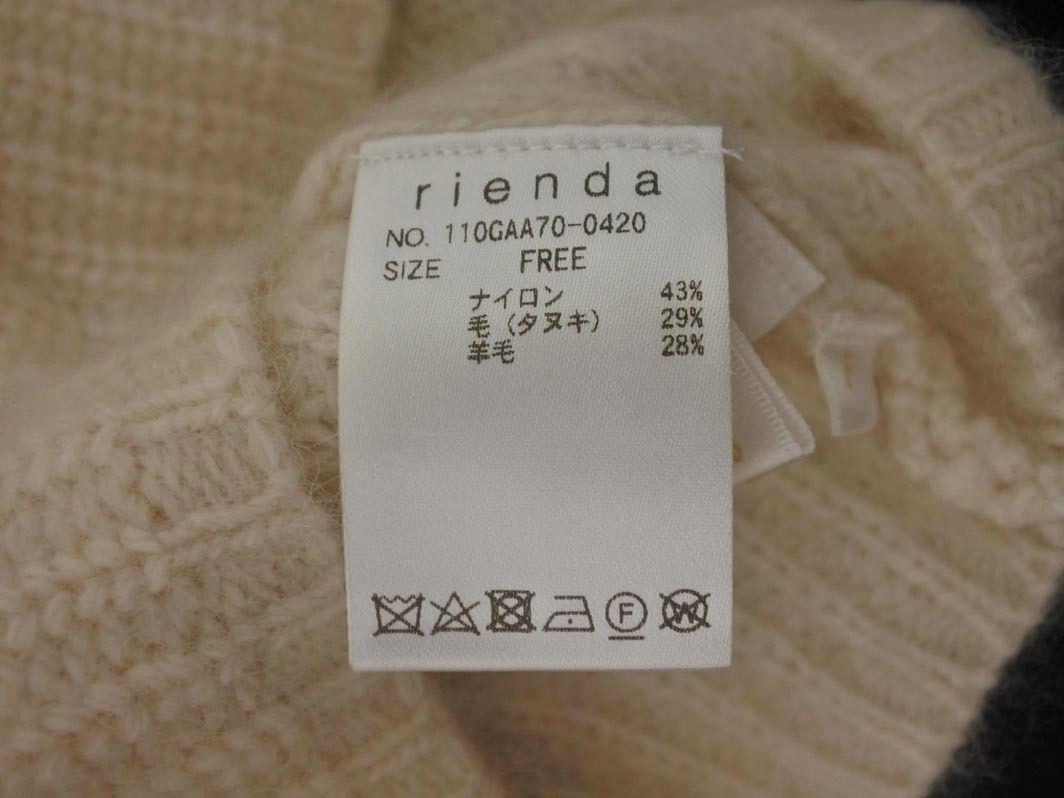 rienda
NO. 110GAA70-0420
SIZE FREE
ナイロン 43%
毛（タヌキ） 29%
羊毛 28%
F
W